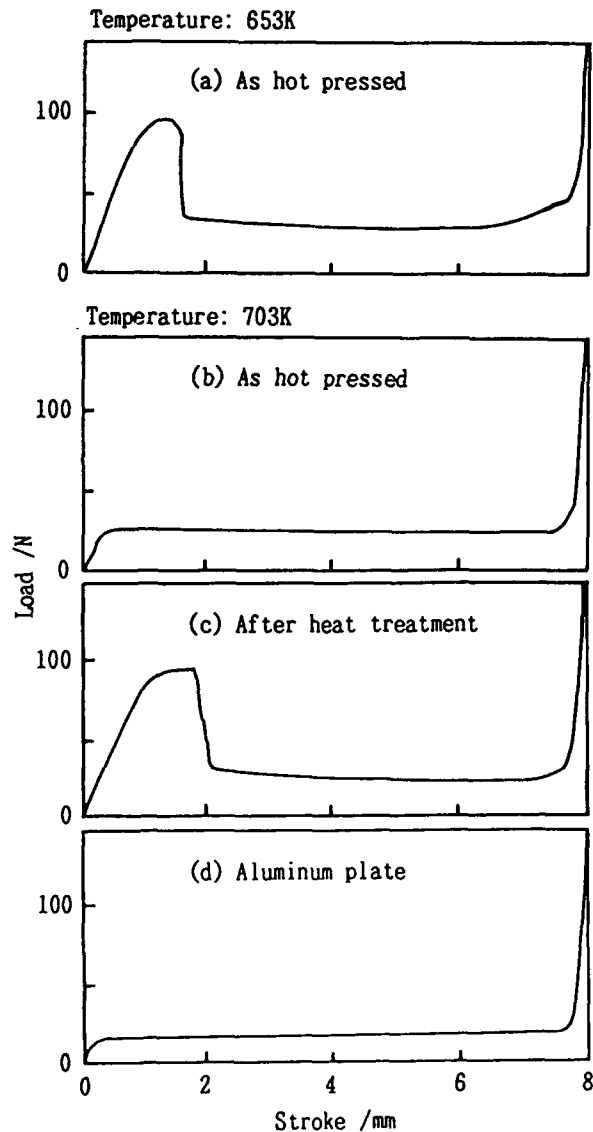 Temperature: 653K
(a) As hot pressed
100
0
Temperature: 703K
(b) As hot pressed
100
0
Load /N
(c) After heat treatment
100
0
(d) Aluminum plate
100
0
0 2 4 6 8
Stroke /mm